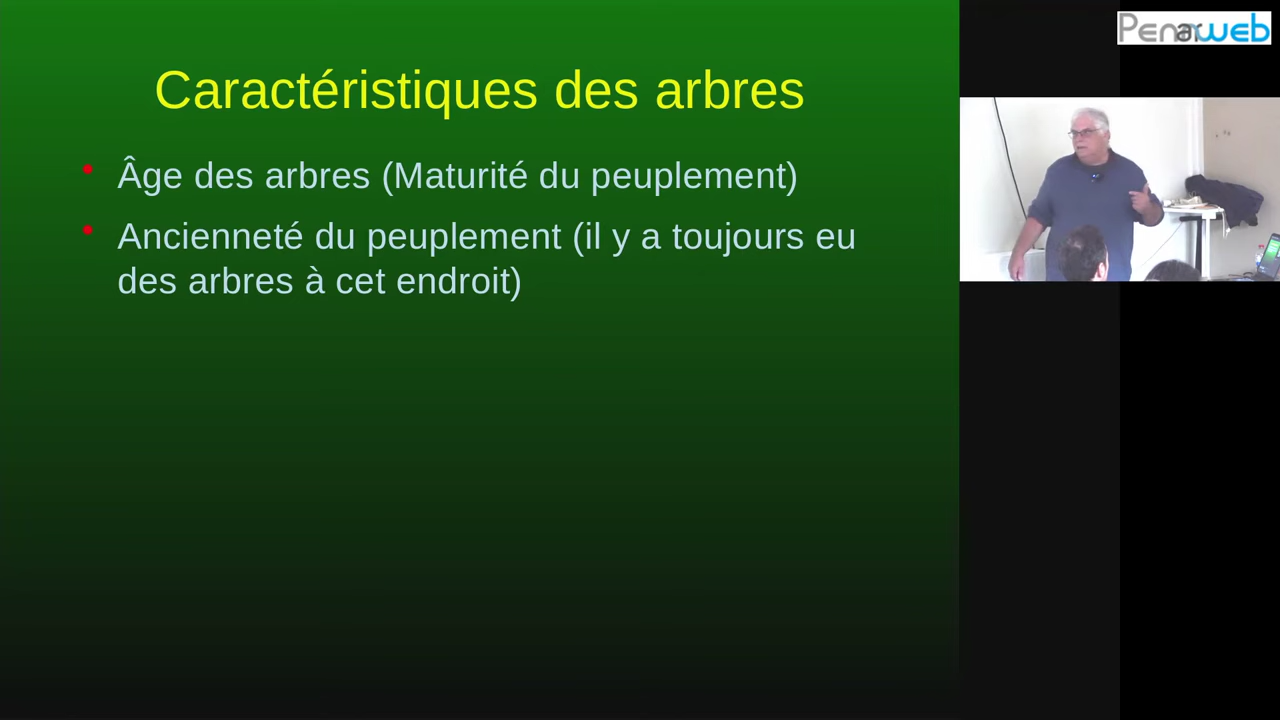 Caractéristiques des arbres
Âge des arbres (Maturité du peuplement)
Ancienneté du peuplement (il y a toujours eu
des arbres à cet endroit)
Penarweb